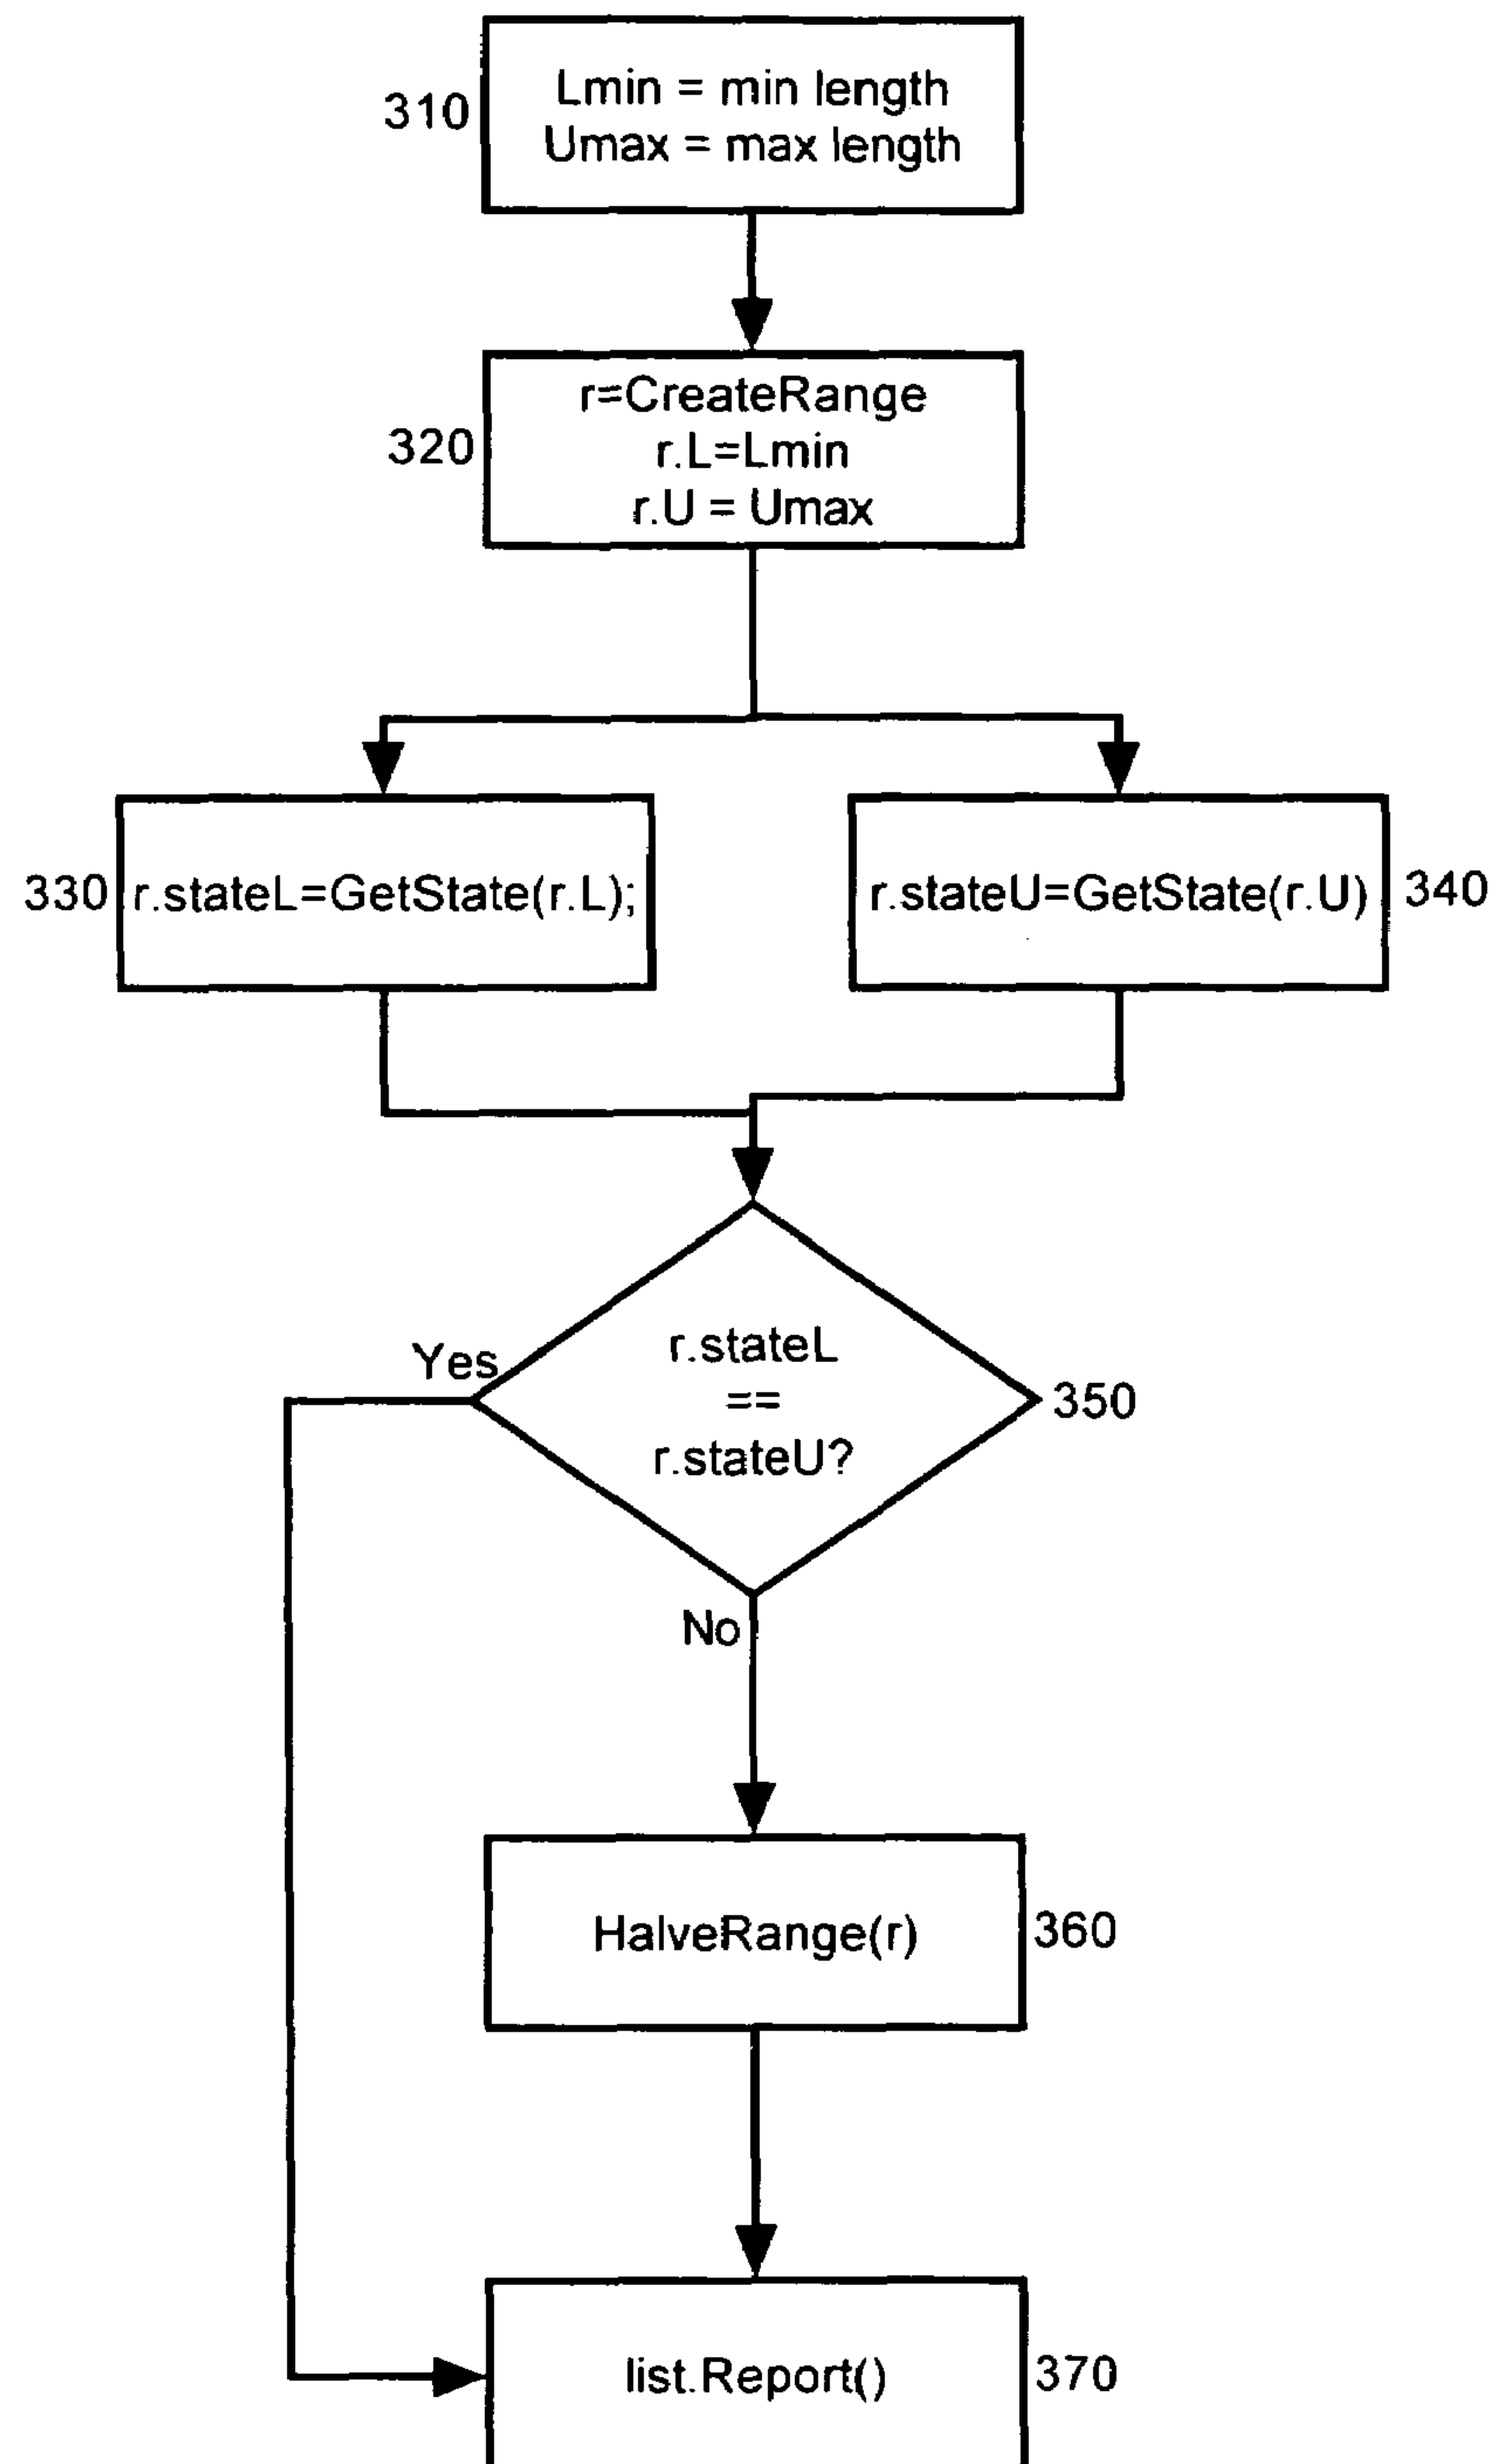 310
Lmin = min length
Umax = max length
320
r=CreateRange
r.L=Lmin
r.U = Umax
330
r.stateL=GetState(r.L);
r.stateU=GetState(r.U)
340
Yes
r.stateL
==
r.stateU?
350
No
HalveRange(r)
360
list.Report()
370